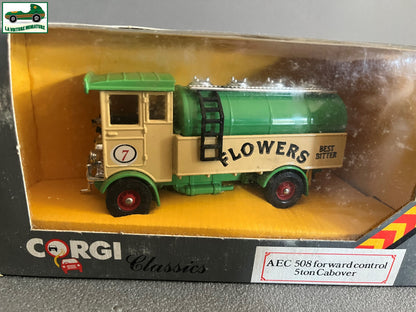 LA VOITURE MINIATURE
7
FLOWERS
BEST
BITTER
CORGI
Classics
AEC 508 forward control
5ton Cabover